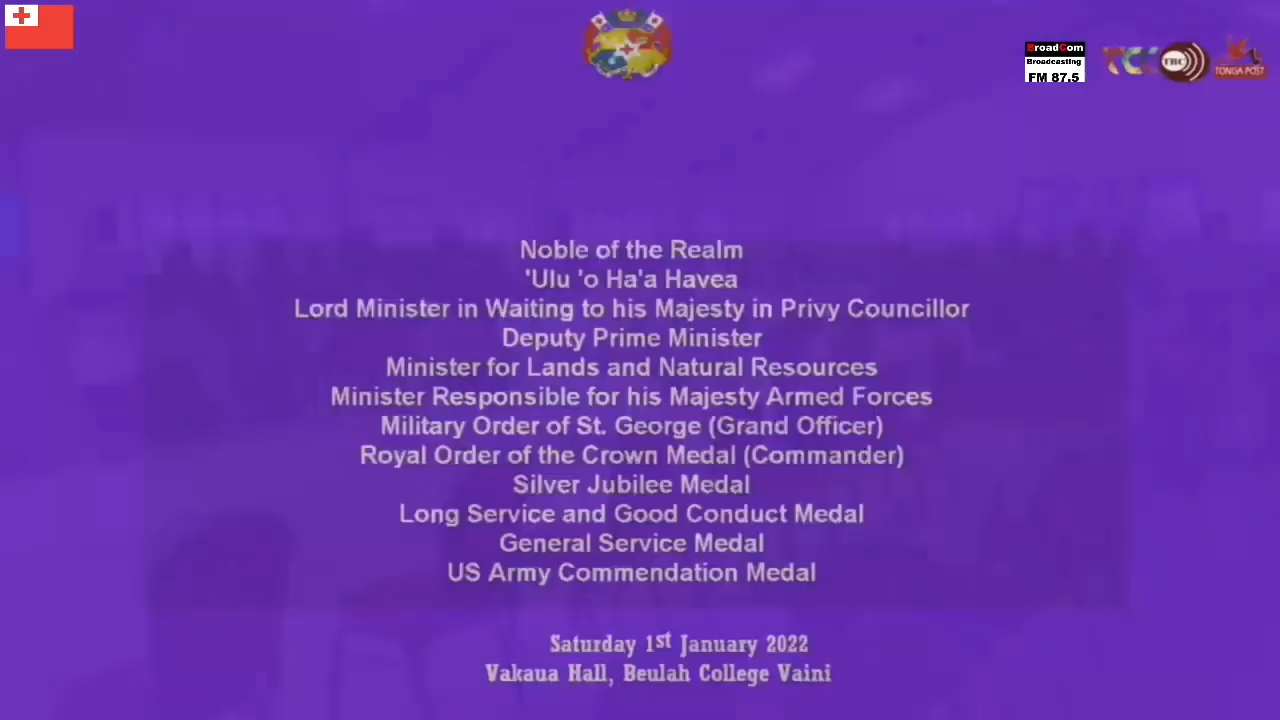 BroadCom
Broadcasting
FM 87.5
TCC
TBC
TONGA POST
Noble of the Realm
'Ulu 'o Ha'a Havea
Lord Minister in Waiting to his Majesty in Privy Councillor
Deputy Prime Minister
Minister for Lands and Natural Resources
Minister Responsible for his Majesty Armed Forces
Military Order of St. George (Grand Officer)
Royal Order of the Crown Medal (Commander)
Silver Jubilee Medal
Long Service and Good Conduct Medal
General Service Medal
US Army Commendation Medal
Saturday 1st January 2022
Vakaua Hall, Beulah College Vaini